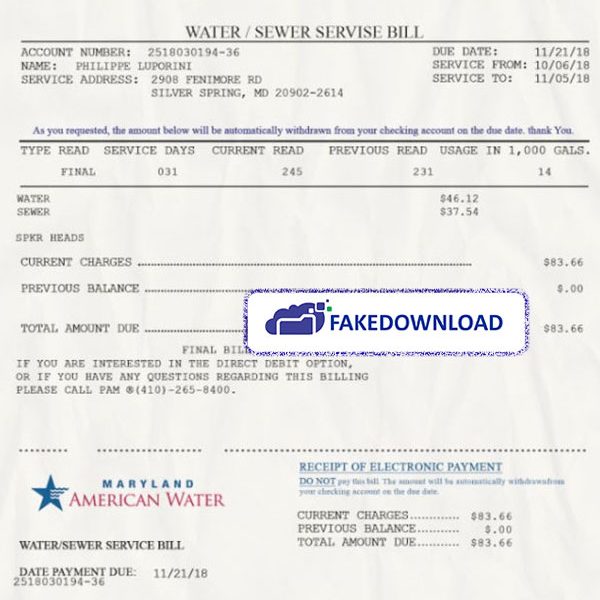 WATER / SEWER SERVISE BILL
ACCOUNT NUMBER: 2518030194-36 DUE DATE: 11/21/18
NAME: PHILIPPE LUPORINI SERVICE FROM: 10/06/18
SERVICE ADDRESS: 2908 FENIMORE RD SERVICE TO: 11/05/18
SILVER SPRING, MD 20902-2614
As you requested, the amount below will be automatically withdrawn from your checking account on the due date. thank You.
TYPE READ SERVICE DAYS CURRENT READ PREVIOUS READ USAGE IN 1,000 GALS.
FINAL 031 245 231 14
WATER $46.12
SEWER $37.54
SPKR HEADS
CURRENT CHARGES $83.66
PREVIOUS BALANCE $.00
FAKEDOWNLOAD
TOTAL AMOUNT DUE $83.66
FINAL BILL
IF YOU ARE INTERESTED IN THE DIRECT DEBIT OPTION,
OR IF YOU HAVE ANY QUESTIONS REGARDING THIS BILLING
PLEASE CALL PAM ®(410)-265-8400.
MARYLAND
AMERICAN WATER
WATER/SEWER SERVICE BILL
DATE PAYMENT DUE: 11/21/18
2518030194-36
RECEIPT OF ELECTRONIC PAYMENT
DO NOT pay this bill. The amount will be automatically withdrawnfrom
your checking account on the due date.
CURRENT CHARGES............ $83.66
PREVIOUS BALANCE........... $.00
TOTAL AMOUNT DUE........... $83.66